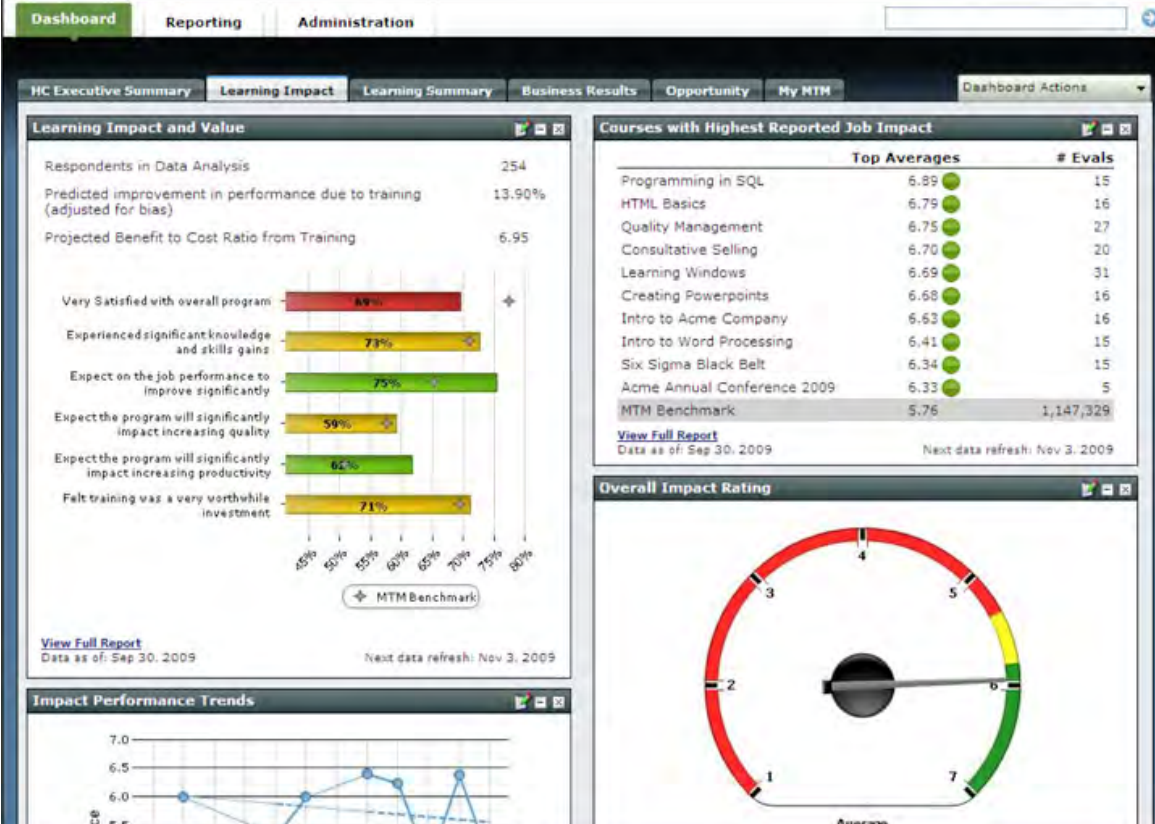 Dashboard Reporting Administration
HC Executive Summary Learning Impact Learning Summary Business Results Opportunity My MTM Dashboard Actions
Learning Impact and Value
Respondents in Data Analysis 254
Predicted improvement in performance due to training 13.90%
(adjusted for bias)
Projected Benefit to Cost Ratio from Training 6.95
Very Satisfied with overall program 69%
Experienced significant knowledge
and skills gains 73%
Expect on the job performance to
improve significantly 75%
Expect the program will significantly
impact increasing quality 59%
Expect the program will significantly
impact increasing productivity
Felt training was a very worthwhile
investment 71%
45% 50% 55% 60% 65% 70% 75% 80%
MTM Benchmark
View Full Report
Data as of: Sep 30, 2009 Next data refresh: Nov 3, 2009
Courses with Highest Reported Job Impact
Top Averages # Evals
Programming in SQL 6.89 15
HTML Basics 6.79 16
Quality Management 6.75 27
Consultative Selling 6.70 20
Learning Windows 6.69 31
Creating Powerpoints 6.68 16
Intro to Acme Company 6.63 16
Intro to Word Processing 6.41 15
Six Sigma Black Belt 6.34 15
Acme Annual Conference 2009 6.33 5
MTM Benchmark 5.76 1,147,329
View Full Report
Data as of: Sep 30, 2009 Next data refresh: Nov 3, 2009
Overall Impact Rating
1 2 3 4 5 6 7
Average
Impact Performance Trends
7.0
6.5
6.0